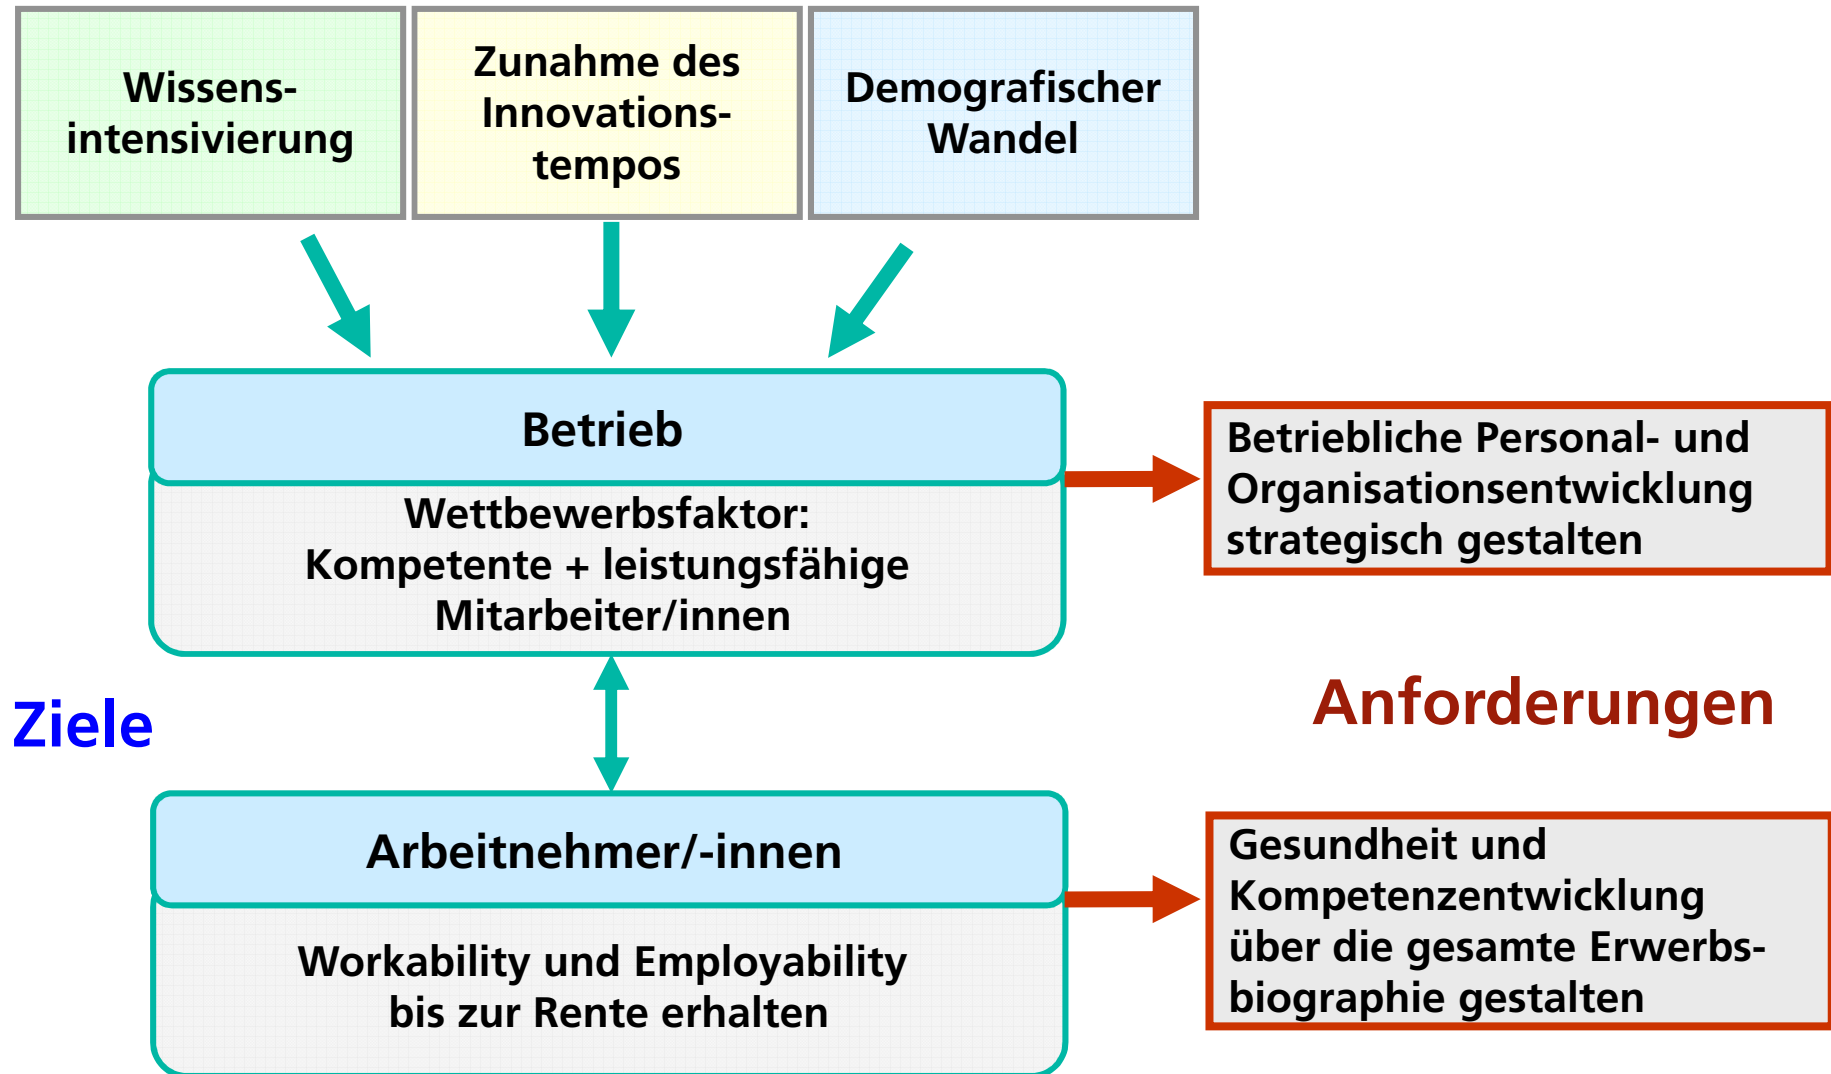 Wissens-
intensivierung
Zunahme des
Innovations-
tempos
Demografischer
Wandel
Betrieb
Wettbewerbsfaktor:
Kompetente + leistungsfähige
Mitarbeiter/innen
Betriebliche Personal- und
Organisationsentwicklung
strategisch gestalten
Ziele
Anforderungen
Arbeitnehmer/-innen
Workability und Employability
bis zur Rente erhalten
Gesundheit und
Kompetenzentwicklung
über die gesamte Erwerbs-
biographie gestalten